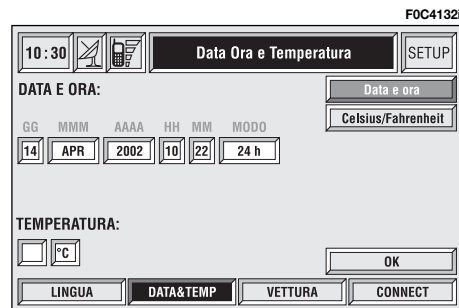 F0C4132i
10:30 Data Ora e Temperatura SETUP
DATA E ORA:
Data e ora
Celsius/Fahrenheit
GG MMM AAAA HH MM MODO
14 APR 2002 10 22 24 h
TEMPERATURA:
°C
OK
LINGUA DATA&TEMP VETTURA CONNECT